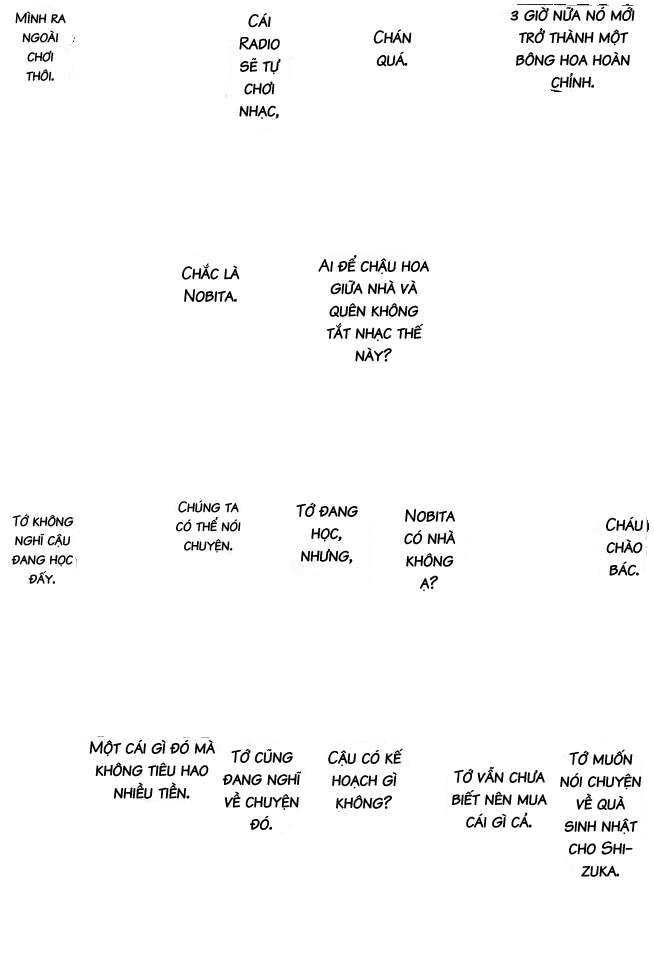 3 GIỜ NỮA NÓ MỚI
TRỞ THÀNH MỘT
BÔNG HOA HOÀN
CHỈNH.
CHÁN
QUÁ.
CÁI
RADIO
SẼ TỰ
CHƠI
NHẠC,
MÌNH RA
NGOÀI
CHƠI
THÔI.
AI ĐỂ CHẬU HOA
GIỮA NHÀ VÀ
QUÊN KHÔNG
TẮT NHẠC THẾ
NÀY?
CHẮC LÀ
NOBITA.
CHÁU
CHÀO
BÁC.
NOBITA
CÓ NHÀ
KHÔNG
Ạ?
TỚ ĐANG
HỌC,
NHƯNG,
CHÚNG TA
CÓ THỂ NÓI
CHUYỆN.
TỚ KHÔNG
NGHĨ CẬU
ĐANG HỌC
ĐẤY.
TỚ MUỐN
NÓI CHUYỆN
VỀ QUÀ
SINH NHẬT
CHO SHI-
ZUKA.
TỚ VẪN CHƯA
BIẾT NÊN MUA
CÁI GÌ CẢ.
CẬU CÓ KẾ
HOẠCH GÌ
KHÔNG?
TỚ CŨNG
ĐANG NGHĨ
VỀ CHUYỆN
ĐÓ.
MỘT CÁI GÌ ĐÓ MÀ
KHÔNG TIÊU HAO
NHIỀU TIỀN.